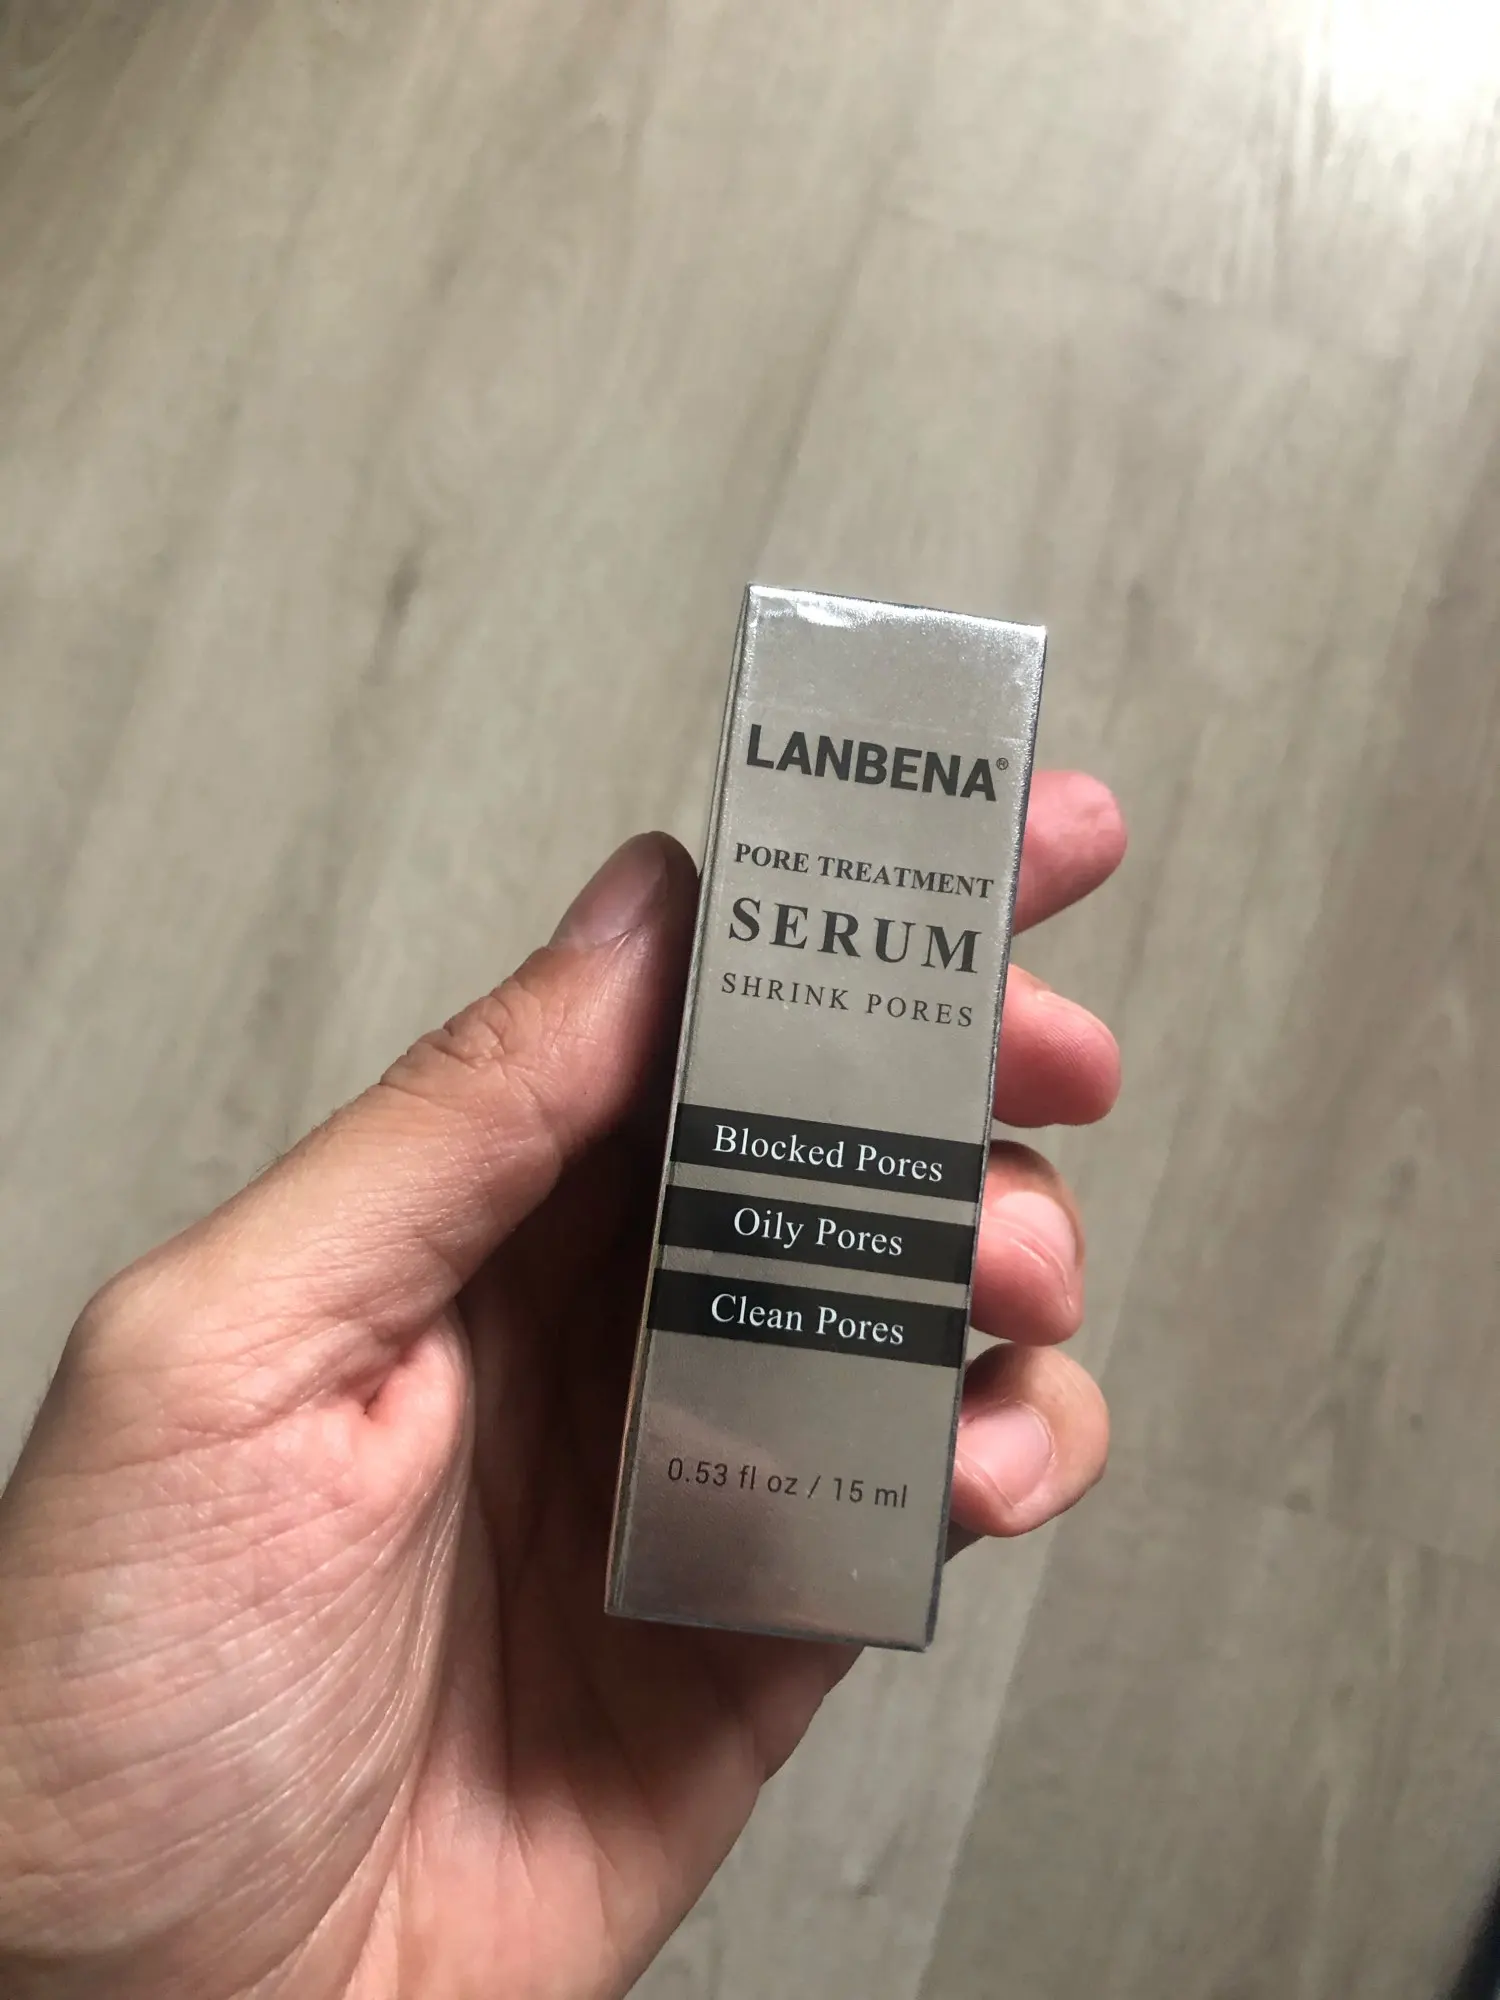 LANBENA®
PORE TREATMENT
SERUM
SHRINK PORES
Blocked Pores
Oily Pores
Clean Pores
0.53 fl oz / 15 ml